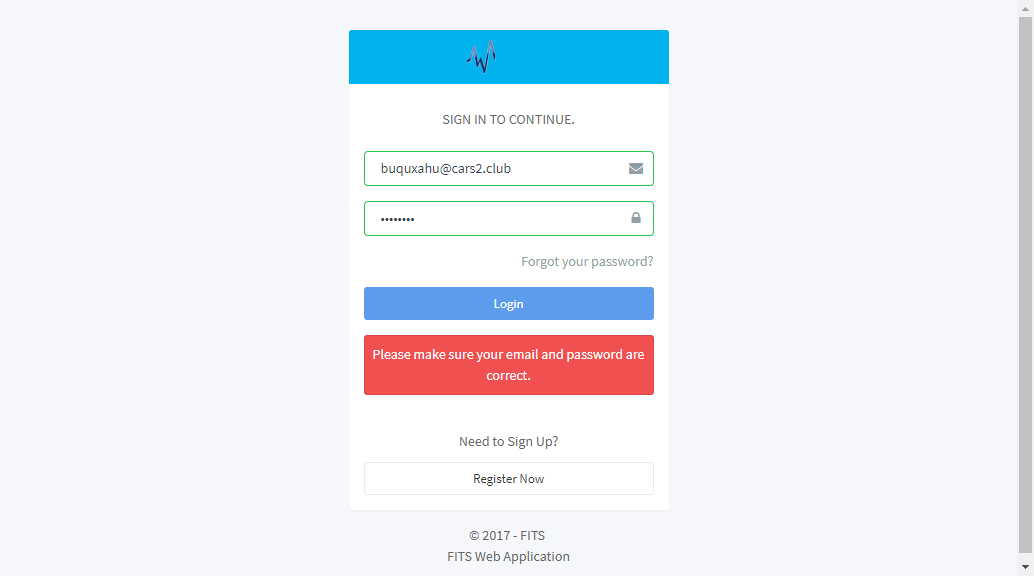 SIGN IN TO CONTINUE.
buquxahu@cars2.club
••••••••
Forgot your password?
Login
Please make sure your email and password are
correct.
Need to Sign Up?
Register Now
© 2017 - FITS
FITS Web Application